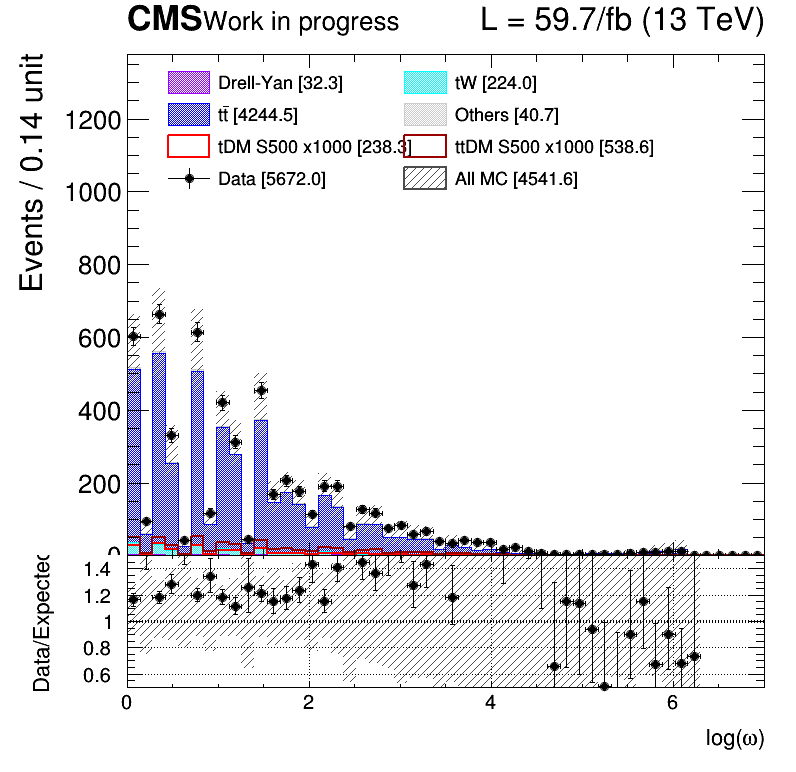 CMS Work in progress L = 59.7/fb (13 TeV)
Events / 0.14 unit
Drell-Yan [32.3] tW [224.0]
tt̄ [4244.5] Others [40.7]
tDM S500 x1000 [238.3] ttDM S500 x1000 [538.6]
Data [5672.0] All MC [4541.6]
1200
1000
800
600
400
200
0
Data/Expected
1.4
1.2
1
0.8
0.6
0 2 4 6
log(ω)